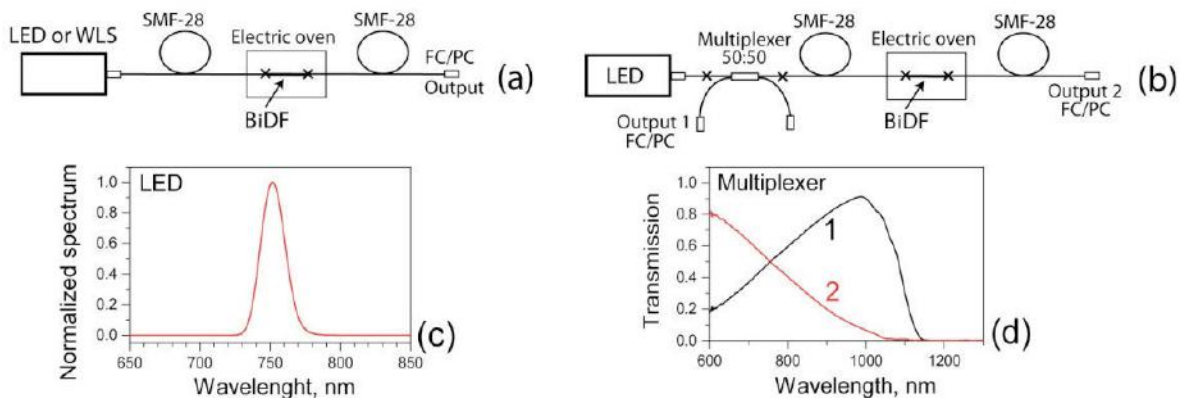 SMF-28
SMF-28
LED or WLS
Electric oven
FC/PC
Output
BiDF
(a)
SMF-28
SMF-28
Multiplexer
50:50
Electric oven
LED
Output 1
FC/PC
BiDF
Output 2
FC/PC
(b)
LED
Normalized spectrum
1.0
0.8
0.6
0.4
0.2
0.0
650 700 750 800 850
Wavelenght, nm
(c)
Multiplexer
Transmission
1.0
0.8
0.6
0.4
0.2
0.0
1
2
600 800 1000 1200
Wavelength, nm
(d)